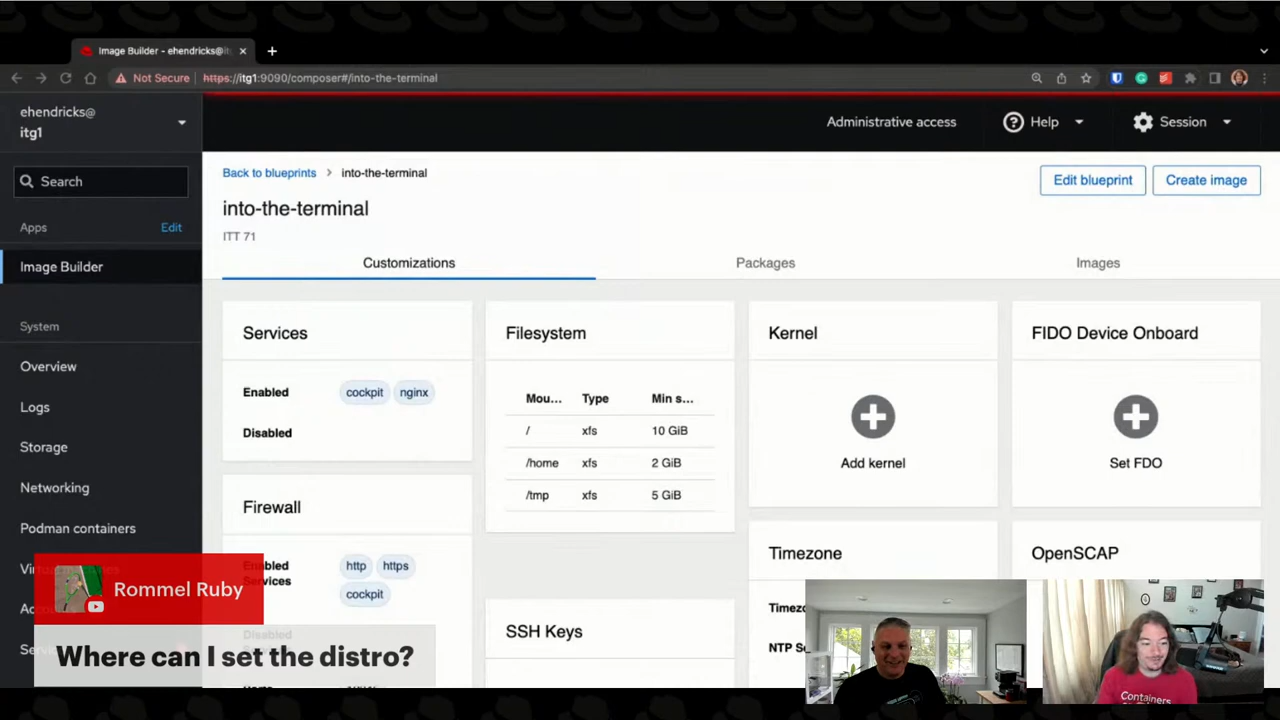 Image Builder - ehendricks@it
Not Secure https://itg1:9090/composer#/into-the-terminal
ehendricks@
itg1
Administrative access
Help
Session
Search
Back to blueprints > into-the-terminal
Edit blueprint
Create image
into-the-terminal
ITT 71
Apps
Edit
Image Builder
System
Overview
Logs
Storage
Networking
Podman containers
Customizations
Packages
Images
Services
Enabled
cockpit
nginx
Disabled
Firewall
Enabled
Services
http
https
cockpit
Filesystem
Mou... Type Min s...
/ xfs 10 GiB
/home xfs 2 GiB
/tmp xfs 5 GiB
SSH Keys
Kernel
Add kernel
Timezone
FIDO Device Onboard
Set FDO
OpenSCAP
Rommel Ruby
Where can I set the distro?
Containers